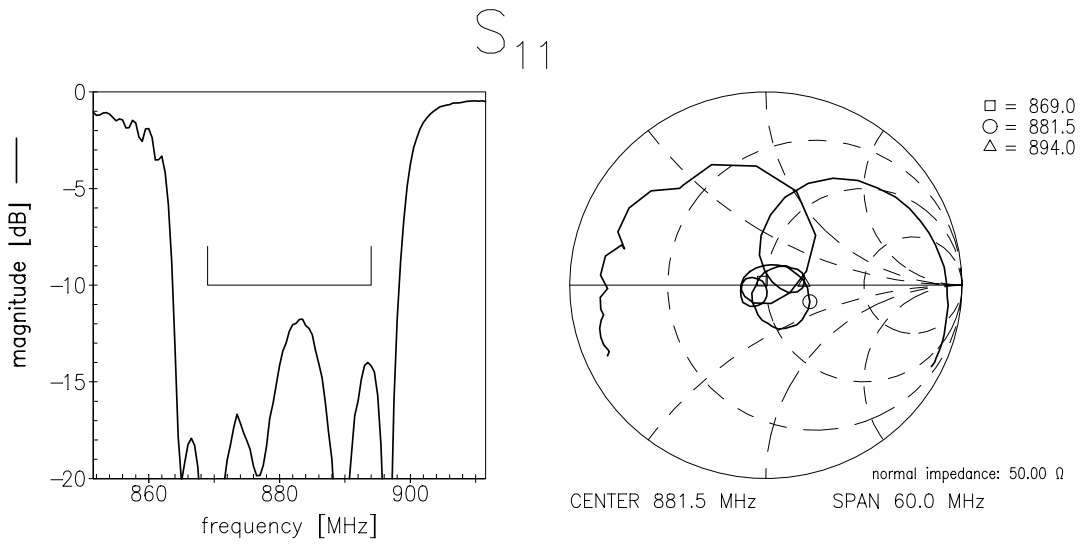 S11
magnitude [dB]
0
−5
−10
−15
−20
860 880 900
frequency [MHz]
□ = 869.0
○ = 881.5
△ = 894.0
normal impedance: 50.00 Ω
CENTER 881.5 MHz SPAN 60.0 MHz